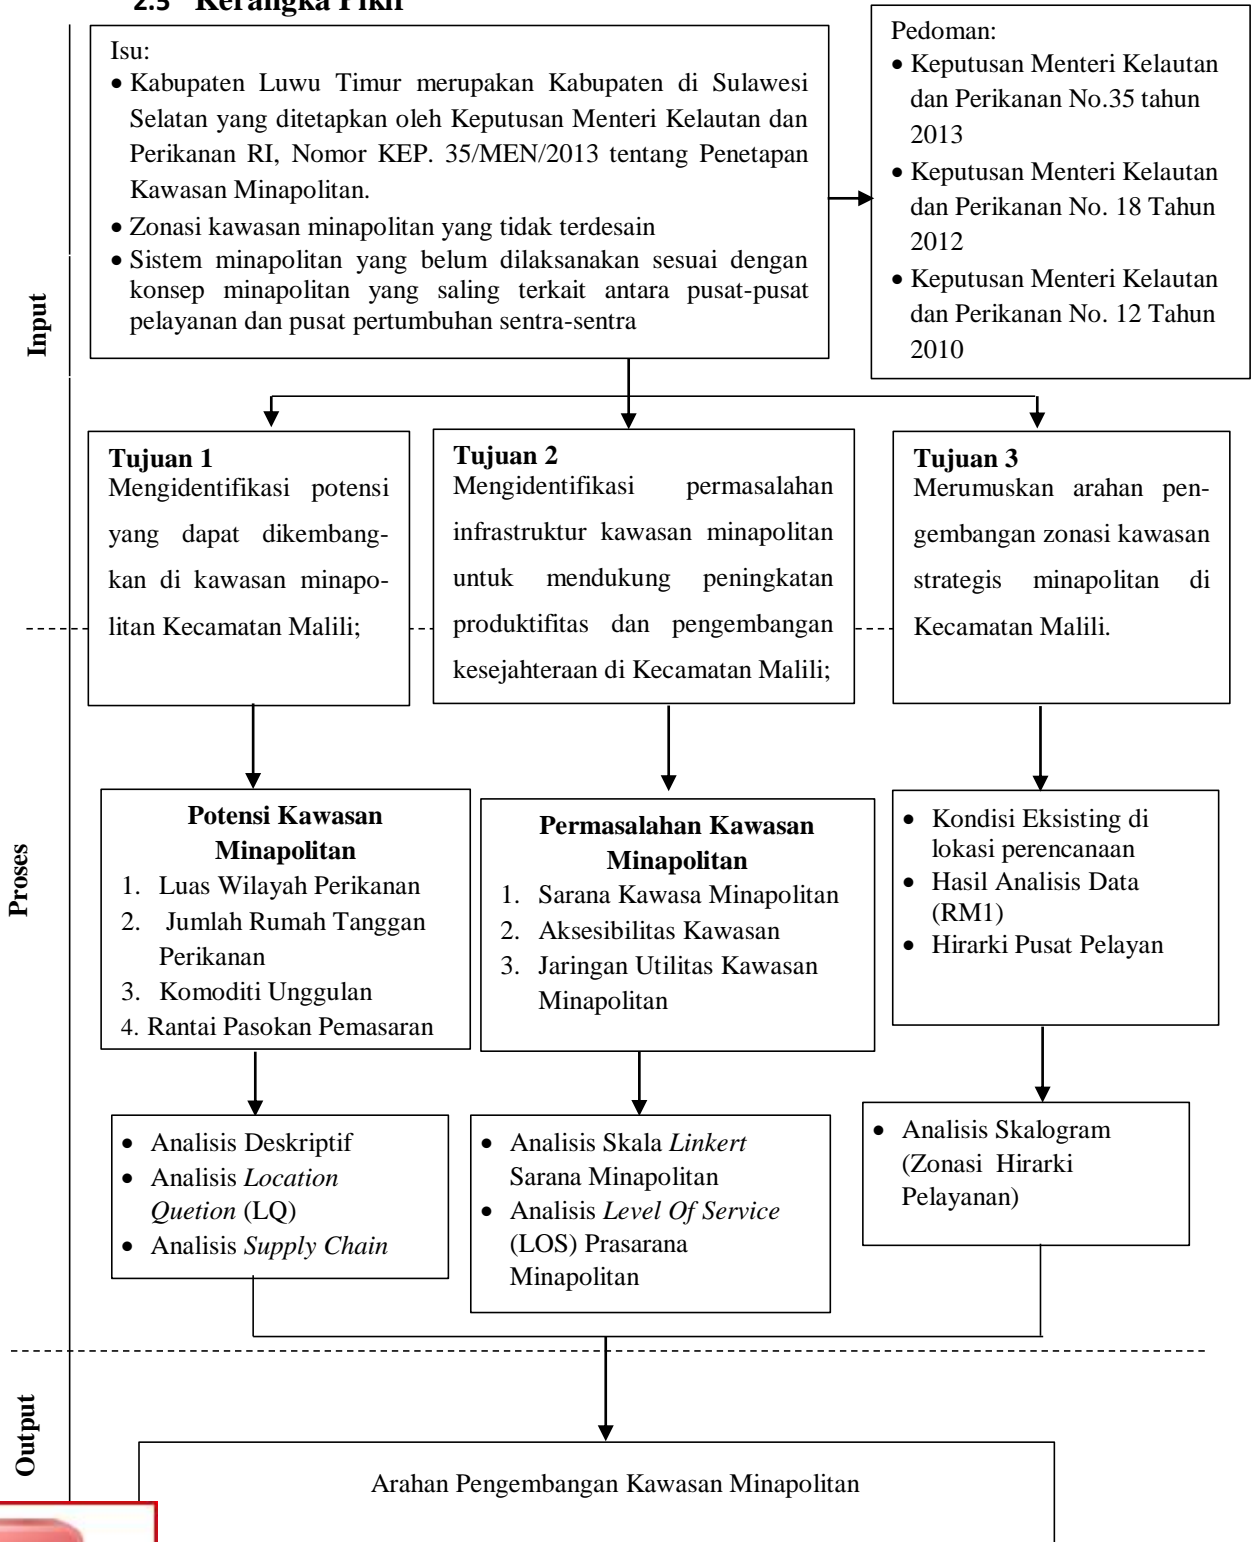 2.5 Kerangka Pikir
Isu:
• Kabupaten Luwu Timur merupakan Kabupaten di Sulawesi
Selatan yang ditetapkan oleh Keputusan Menteri Kelautan dan
Perikanan RI, Nomor KEP. 35/MEN/2013 tentang Penetapan
Kawasan Minapolitan.
• Zonasi kawasan minapolitan yang tidak terdesain
• Sistem minapolitan yang belum dilaksanakan sesuai dengan
konsep minapolitan yang saling terkait antara pusat-pusat
pelayanan dan pusat pertumbuhan sentra-sentra
Pedoman:
• Keputusan Menteri Kelautan
dan Perikanan No.35 tahun
2013
• Keputusan Menteri Kelautan
dan Perikanan No. 18 Tahun
2012
• Keputusan Menteri Kelautan
dan Perikanan No. 12 Tahun
2010
Input
Tujuan 1
Mengidentifikasi potensi
yang dapat dikembang-
kan di kawasan minapo-
litan Kecamatan Malili;
Tujuan 2
Mengidentifikasi permasalahan
infrastruktur kawasan minapolitan
untuk mendukung peningkatan
produktifitas dan pengembangan
kesejahteraan di Kecamatan Malili;
Tujuan 3
Merumuskan arahan pen-
gembangan zonasi kawasan
strategis minapolitan di
Kecamatan Malili.
Proses
Potensi Kawasan
Minapolitan
1. Luas Wilayah Perikanan
2. Jumlah Rumah Tanggan
Perikanan
3. Komoditi Unggulan
4. Rantai Pasokan Pemasaran
Permasalahan Kawasan
Minapolitan
1. Sarana Kawasa Minapolitan
2. Aksesibilitas Kawasan
3. Jaringan Utilitas Kawasan
Minapolitan
• Kondisi Eksisting di
lokasi perencanaan
• Hasil Analisis Data
(RM1)
• Hirarki Pusat Pelayan
• Analisis Deskriptif
• Analisis Location
Quetion (LQ)
• Analisis Supply Chain
• Analisis Skala Linkert
Sarana Minapolitan
• Analisis Level Of Service
(LOS) Prasarana
Minapolitan
• Analisis Skalogram
(Zonasi Hirarki
Pelayanan)
Output
Arahan Pengembangan Kawasan Minapolitan